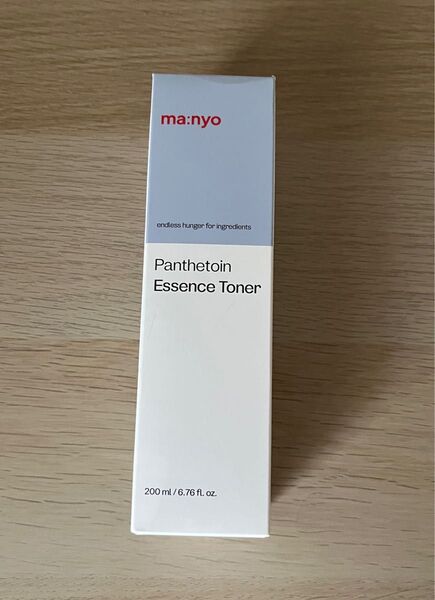 ma:nyo
endless hunger for ingredients
Panthetoin
Essence Toner
200 ml / 6.76 fl. oz.